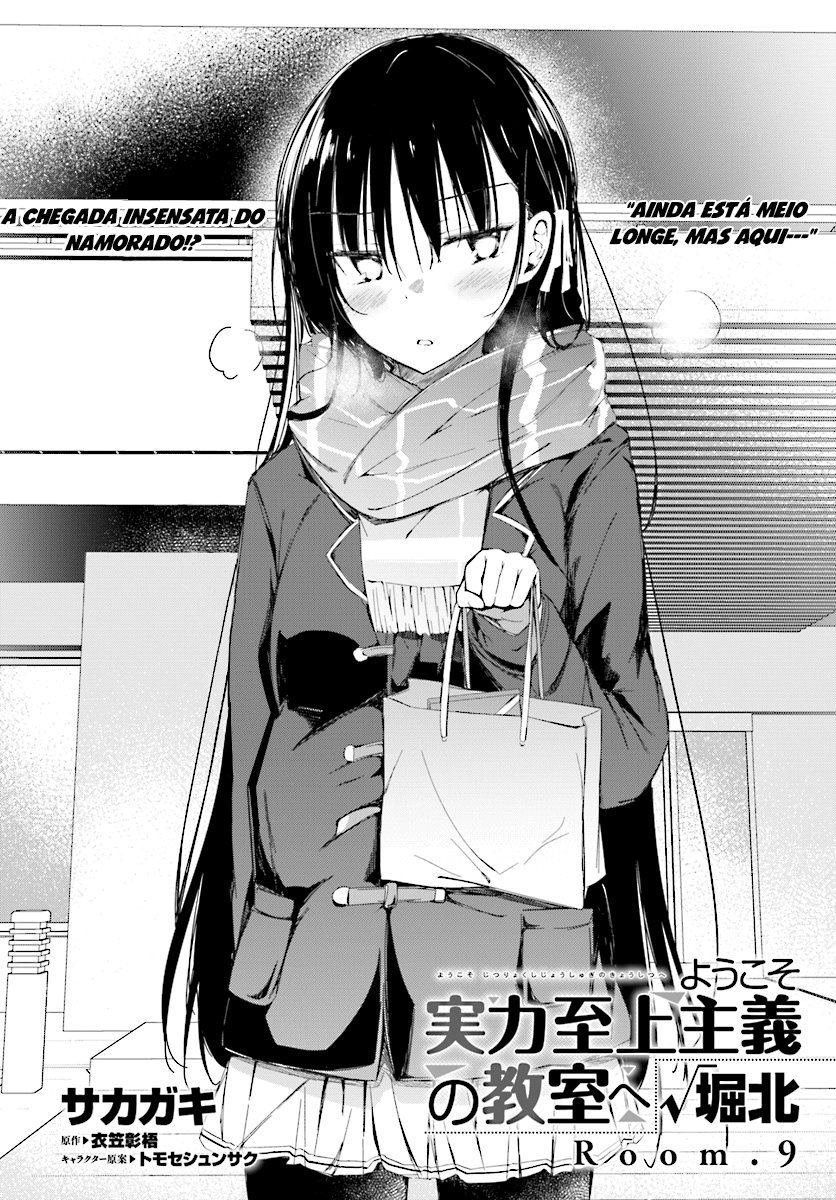 A CHEGADA INSENSATA DO
NAMORADO!?
"AINDA ESTÁ MEIO
LONGE, MAS AQUI---"
ようこそ じつりょくしじょうしゅぎのきょうしつへ
ようこそ
実力至上主義
の教室へ √堀北
サカガキ
原作▶衣笠彰梧
キャラクター原案▶トモセシュンサク
Room.9